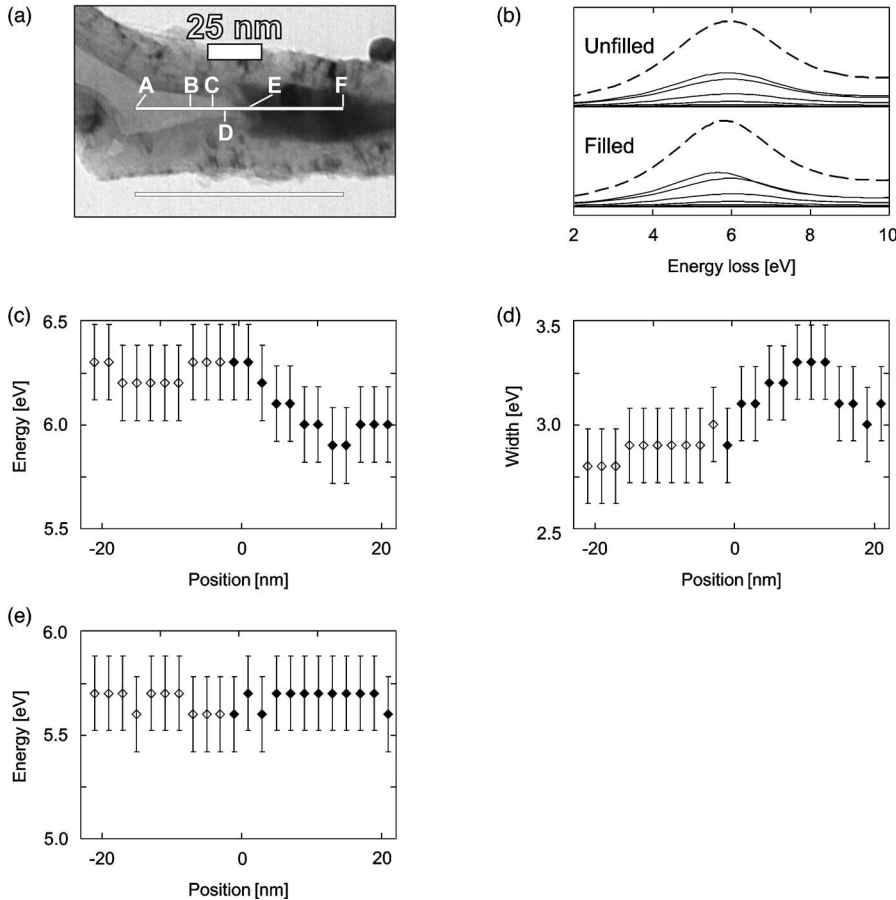 (a)
25 nm
A B C E F
D
(b)
Unfilled
Filled
2 4 6 8 10
Energy loss [eV]
(c)
6.5
6.0
5.5
Energy [eV]
-20 0 20
Position [nm]
(d)
3.5
3.0
2.5
Width [eV]
-20 0 20
Position [nm]
(e)
6.0
5.5
5.0
Energy [eV]
-20 0 20
Position [nm]